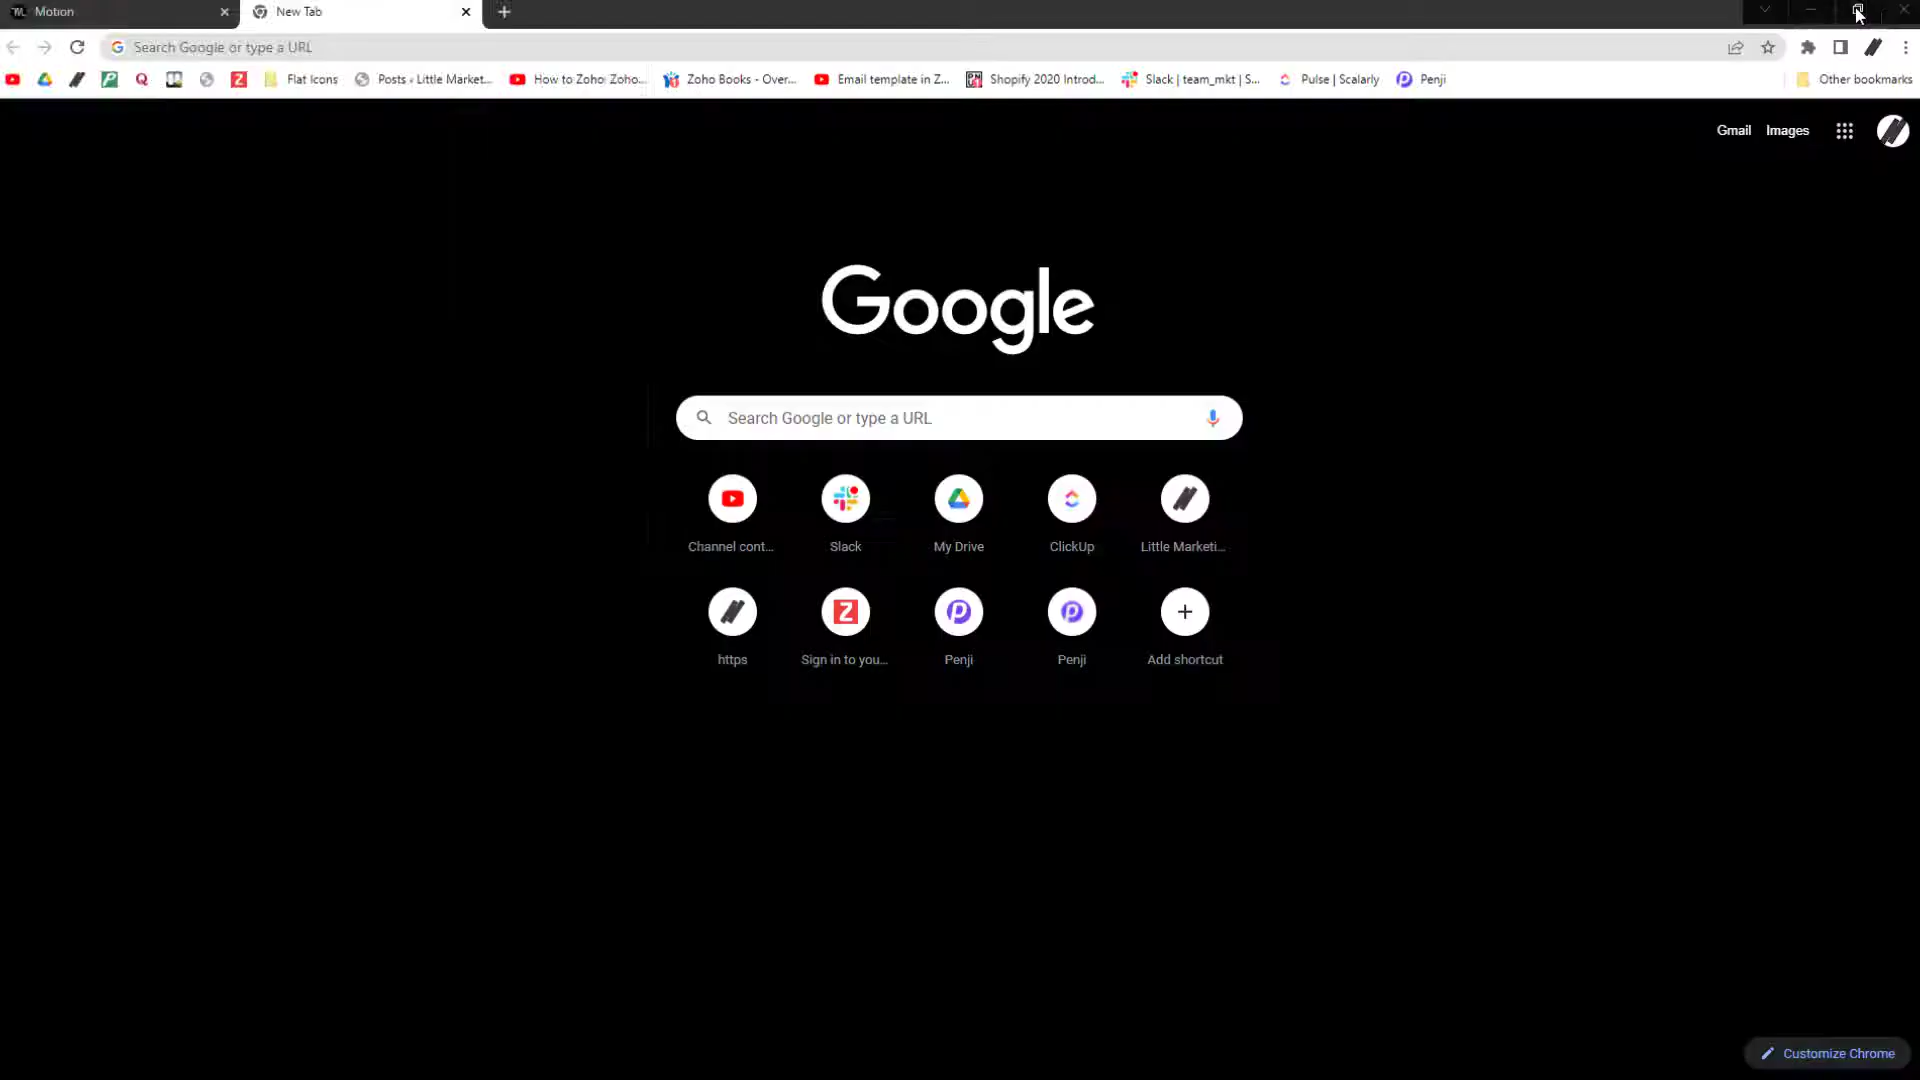 Motion
New Tab
Search Google or type a URL
Flat Icons
Posts ‹ Little Market...
How to Zoho: Zoho...
Zoho Books - Over...
Email template in Z...
Shopify 2020 Introd...
Slack | team_mkt | S...
Pulse | Scalarly
Penji
Other bookmarks
Gmail
Images
Google
Search Google or type a URL
Channel cont...
Slack
My Drive
ClickUp
Little Marketi...
https
Sign in to you...
Penji
Penji
Add shortcut
Customize Chrome